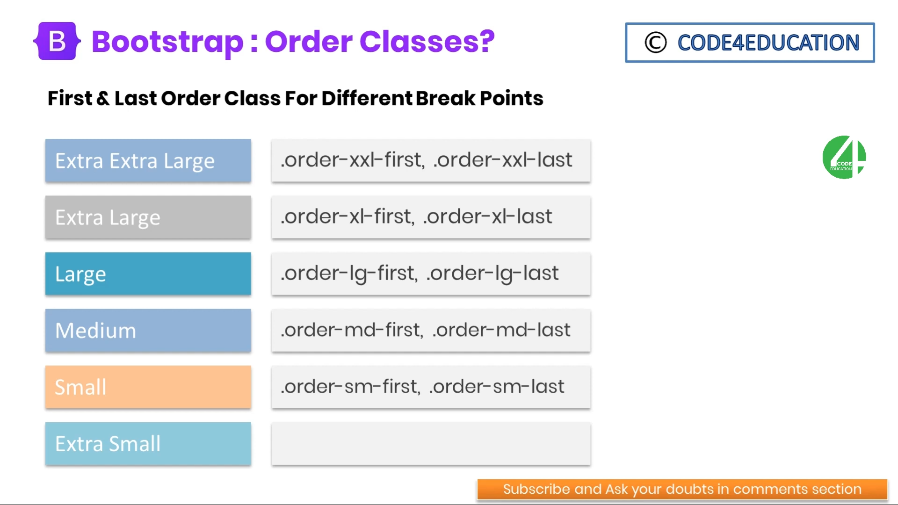 B Bootstrap : Order Classes?
© CODE4EDUCATION
First & Last Order Class For Different Break Points
Extra Extra Large .order-xxl-first, .order-xxl-last
4 CODE EDUCATION
Extra Large .order-xl-first, .order-xl-last
Large .order-lg-first, .order-lg-last
Medium .order-md-first, .order-md-last
Small .order-sm-first, .order-sm-last
Extra Small
Subscribe and Ask your doubts in comments section